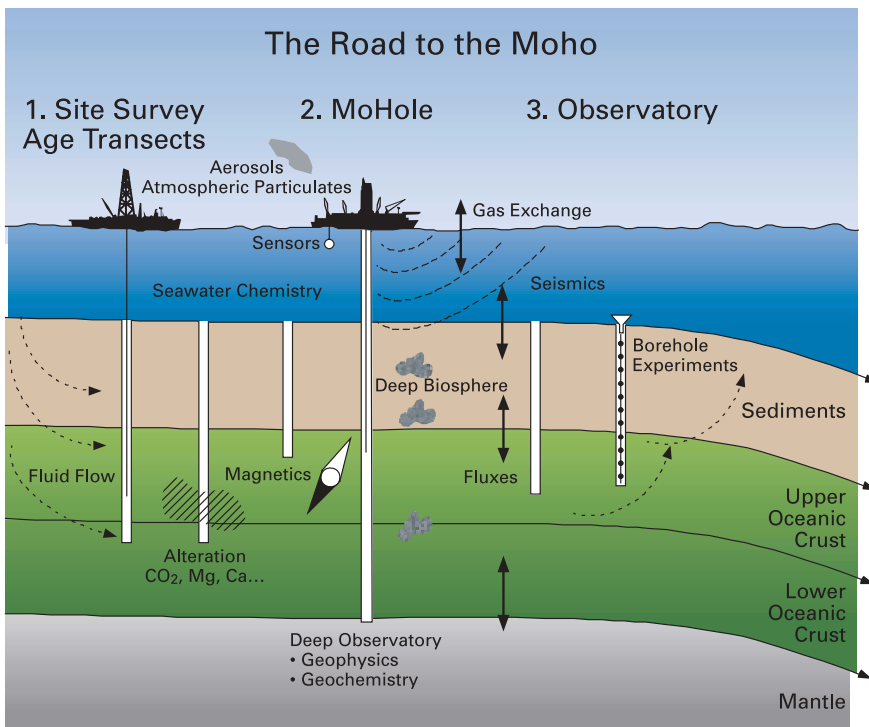 The Road to the Moho
1. Site Survey
Age Transects
2. MoHole
3. Observatory
Aerosols
Atmospheric Particulates
Gas Exchange
Sensors
Seawater Chemistry
Seismics
Borehole
Experiments
Deep Biosphere
Sediments
Fluid Flow
Magnetics
Fluxes
Upper
Oceanic
Crust
Alteration
CO₂, Mg, Ca...
Lower
Oceanic
Crust
Deep Observatory
• Geophysics
• Geochemistry
Mantle